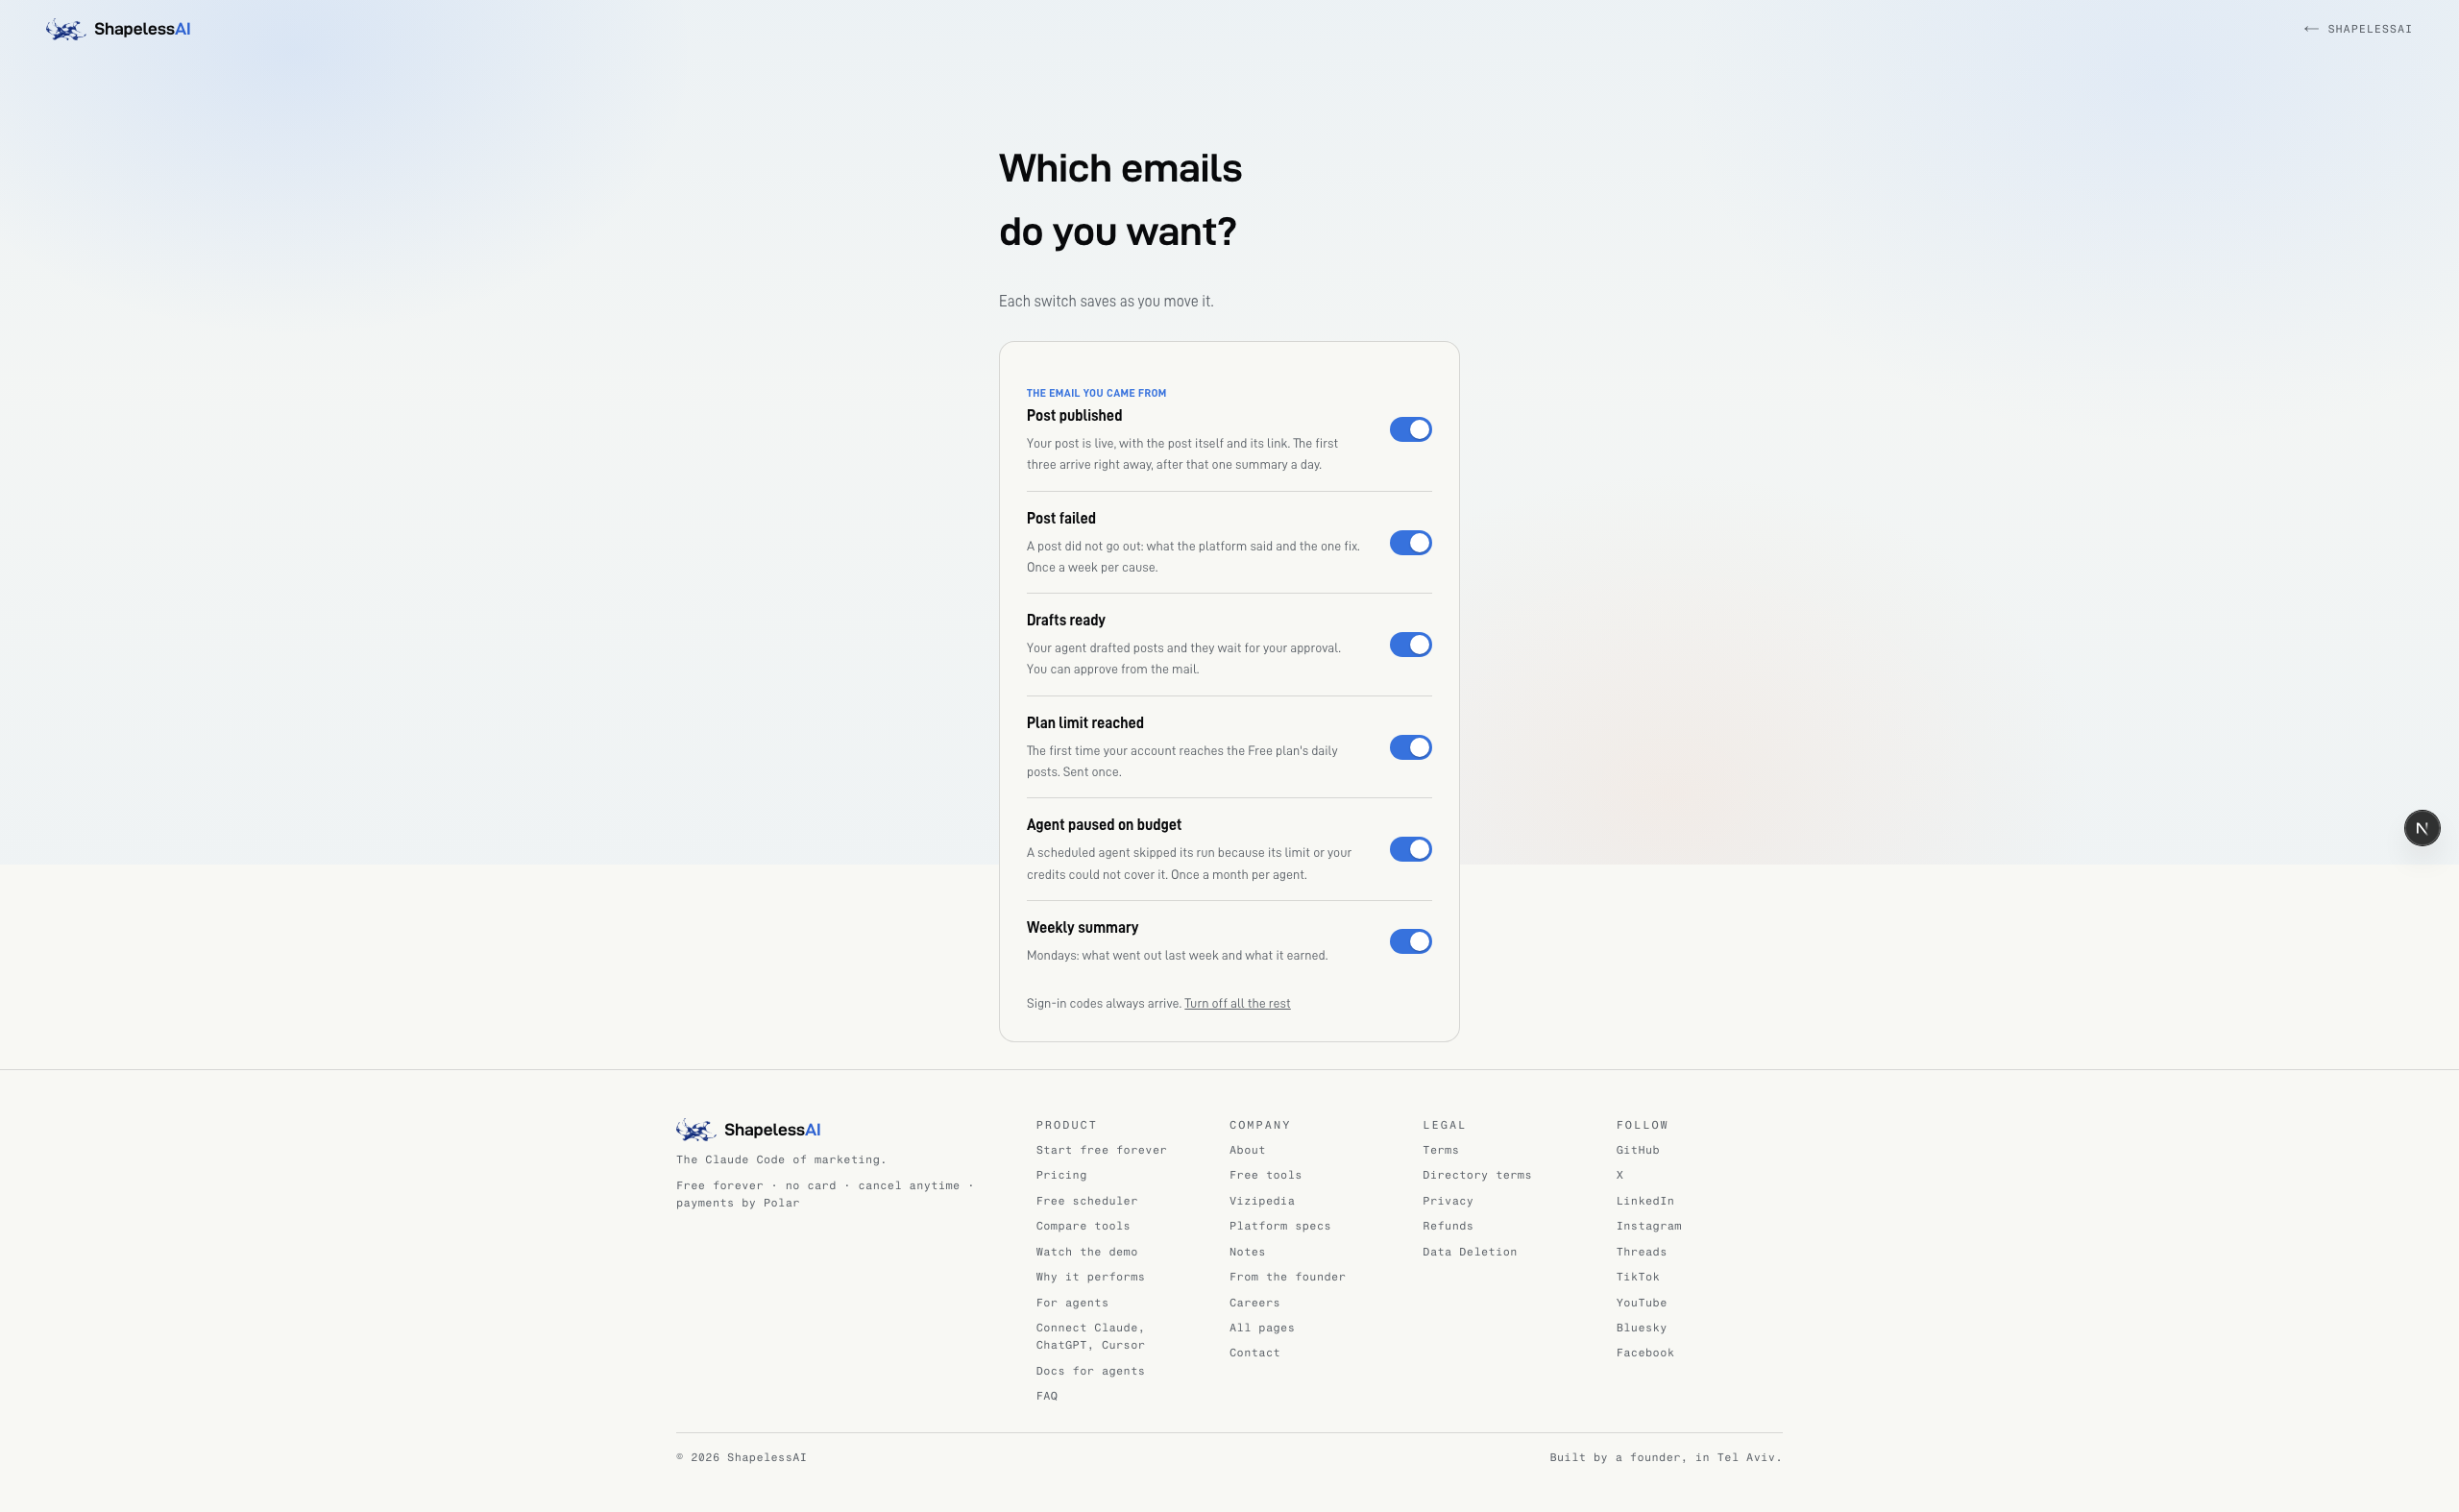 ShapelessAI
← SHAPELESSAI
Which emails
do you want?
Each switch saves as you move it.
THE EMAIL YOU CAME FROM
Post published
Your post is live, with the post itself and its link. The first
three arrive right away, after that one summary a day.
Post failed
A post did not go out: what the platform said and the one fix.
Once a week per cause.
Drafts ready
Your agent drafted posts and they wait for your approval.
You can approve from the mail.
Plan limit reached
The first time your account reaches the Free plan's daily
posts. Sent once.
Agent paused on budget
A scheduled agent skipped its run because its limit or your
credits could not cover it. Once a month per agent.
Weekly summary
Mondays: what went out last week and what it earned.
Sign-in codes always arrive. Turn off all the rest
N
ShapelessAI
The Claude Code of marketing.
Free forever · no card · cancel anytime ·
payments by Polar
PRODUCT
Start free forever
Pricing
Free scheduler
Compare tools
Watch the demo
Why it performs
For agents
Connect Claude,
ChatGPT, Cursor
Docs for agents
FAQ
COMPANY
About
Free tools
Vizipedia
Platform specs
Notes
From the founder
Careers
All pages
Contact
LEGAL
Terms
Directory terms
Privacy
Refunds
Data Deletion
FOLLOW
GitHub
X
LinkedIn
Instagram
Threads
TikTok
YouTube
Bluesky
Facebook
© 2026 ShapelessAI
Built by a founder, in Tel Aviv.